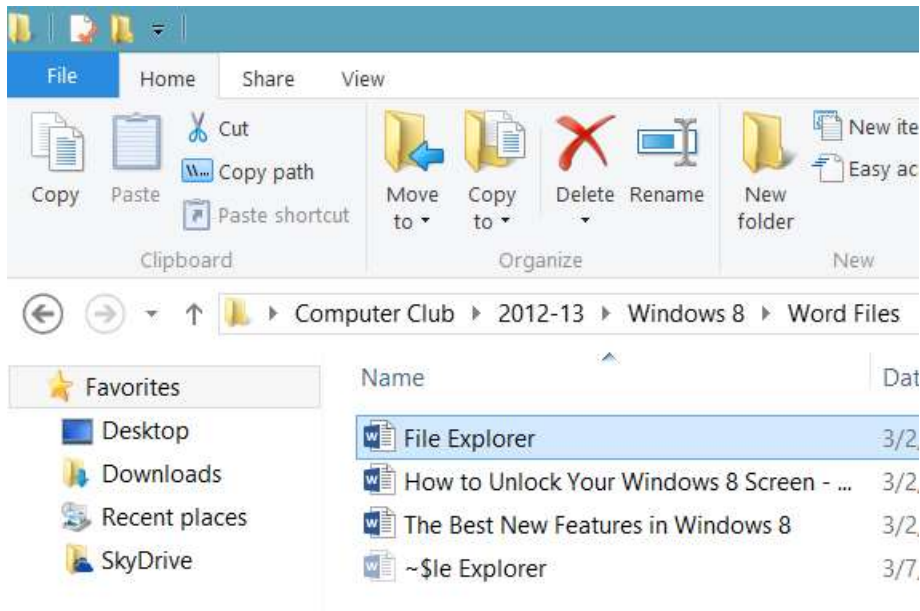 File Home Share View
Cut
Copy path
Paste shortcut
Copy Paste
Move to
Copy to
Delete Rename
New folder
New ite
Easy ac
Clipboard Organize New
Computer Club 2012-13 Windows 8 Word Files
Name Dat
Favorites
Desktop
Downloads
Recent places
SkyDrive
File Explorer 3/2,
How to Unlock Your Windows 8 Screen - ... 3/2,
The Best New Features in Windows 8 3/2,
~$le Explorer 3/7,